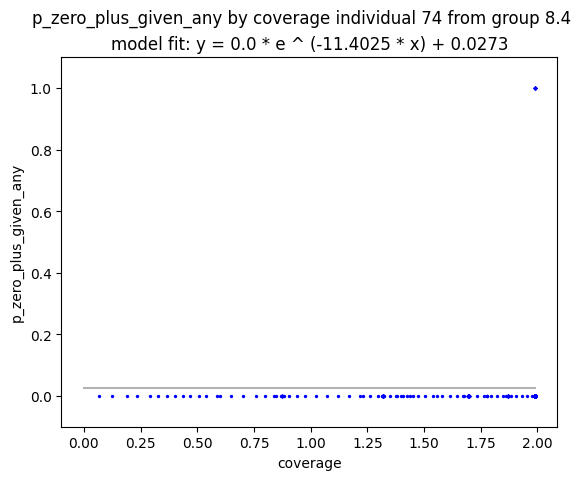 p_zero_plus_given_any by coverage individual 74 from group 8.4
model fit: y = 0.0 * e ^ (-11.4025 * x) + 0.0273
1.0
0.8
0.6
0.4
0.2
0.0
p_zero_plus_given_any
0.00 0.25 0.50 0.75 1.00 1.25 1.50 1.75 2.00
coverage